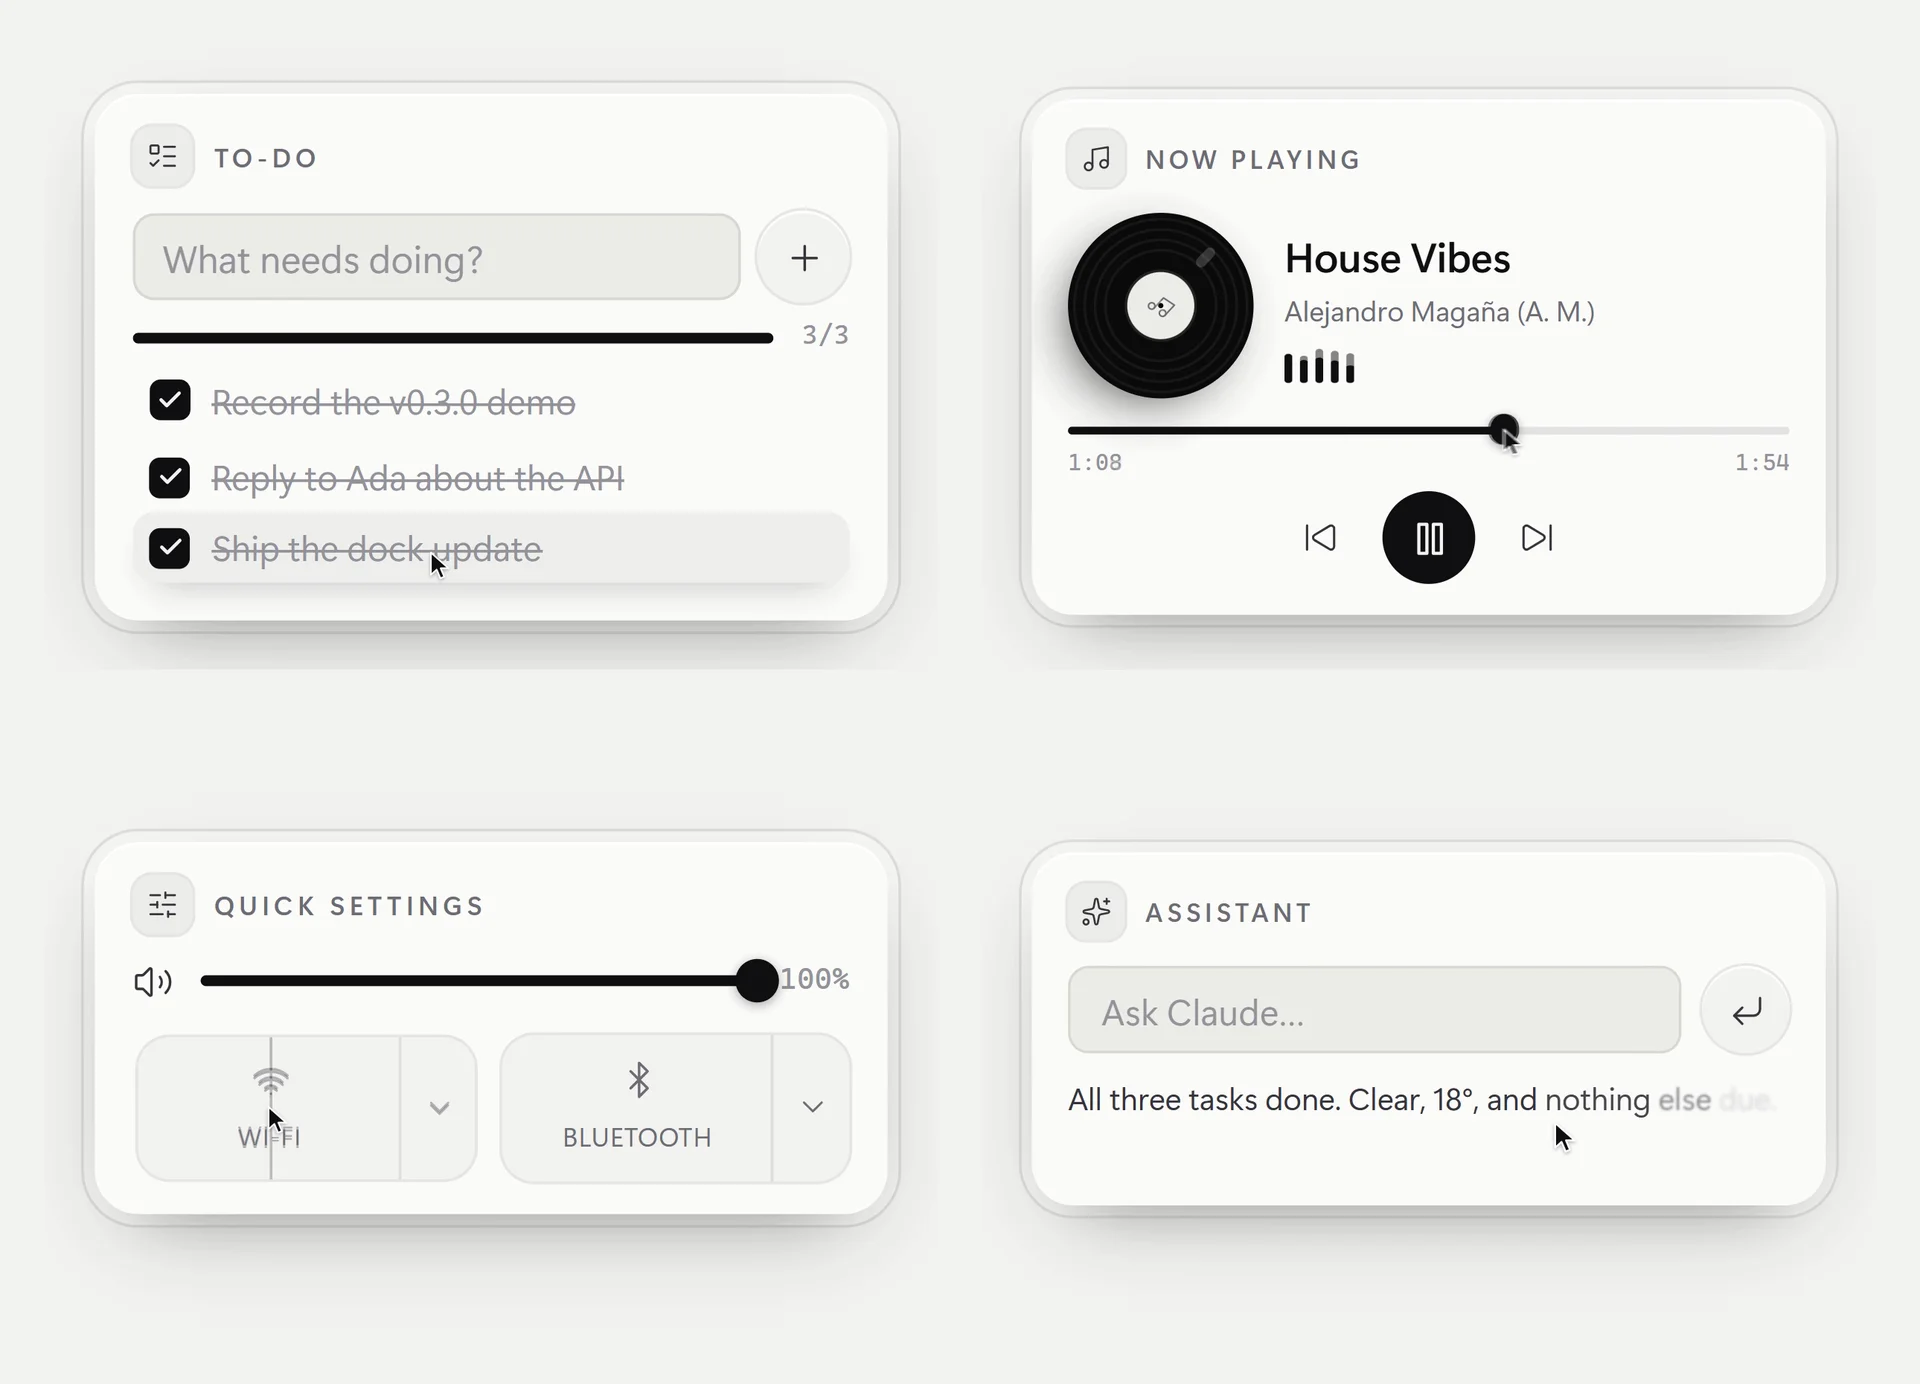 TO-DO
What needs doing?
3/3
Record the v0.3.0 demo
Reply to Ada about the API
Ship the dock update
NOW PLAYING
House Vibes
Alejandro Magaña (A. M.)
1:08
1:54
QUICK SETTINGS
100%
WI-FI
BLUETOOTH
ASSISTANT
Ask Claude...
All three tasks done. Clear, 18°, and nothing else due.